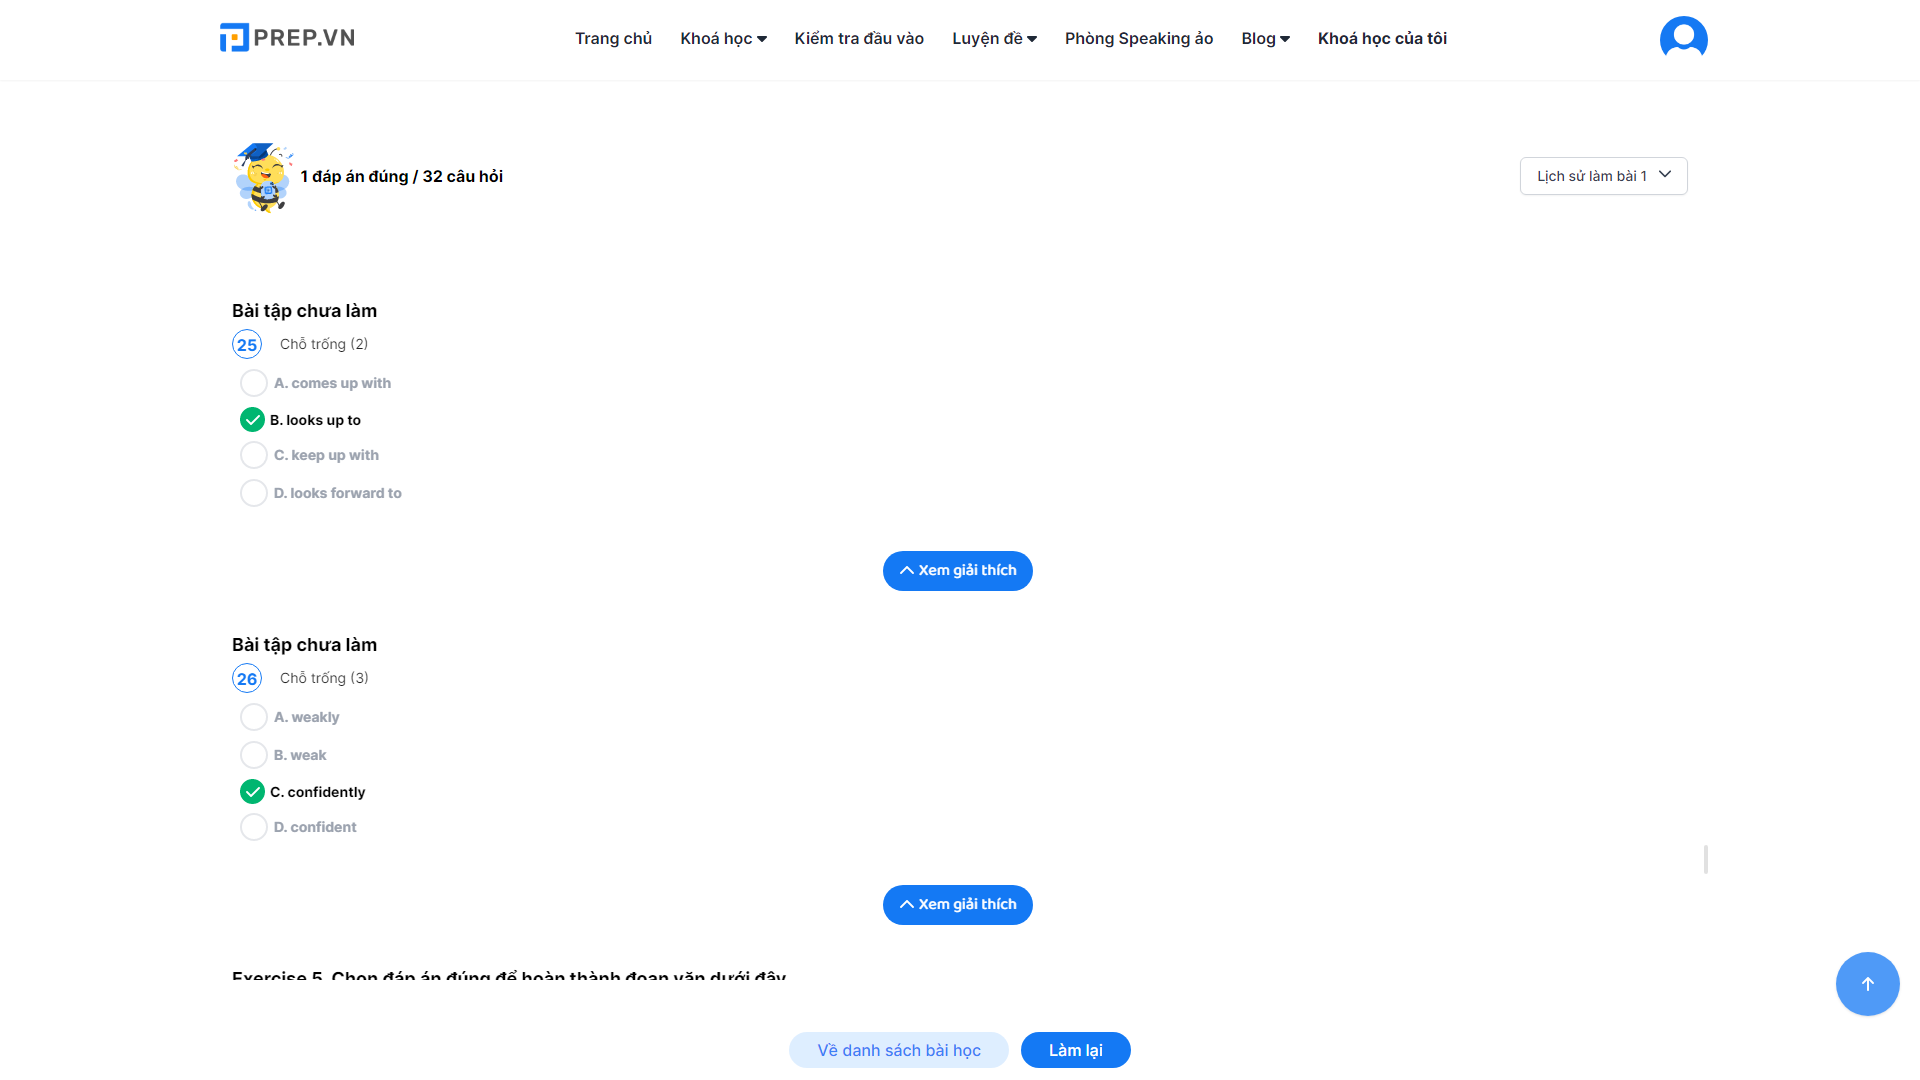 PREP.VN
Trang chủ
Khoá học
Kiểm tra đầu vào
Luyện đề
Phòng Speaking ảo
Blog
Khoá học của tôi
1 đáp án đúng / 32 câu hỏi
Lịch sử làm bài 1
Bài tập chưa làm
25 Chỗ trống (2)
A. comes up with
B. looks up to
C. keep up with
D. looks forward to
Xem giải thích
Bài tập chưa làm
26 Chỗ trống (3)
A. weakly
B. weak
C. confidently
D. confident
Xem giải thích
Exercise 5. Chọn đáp án đúng để hoàn thành đoạn văn dưới đây
Về danh sách bài học
Làm lại